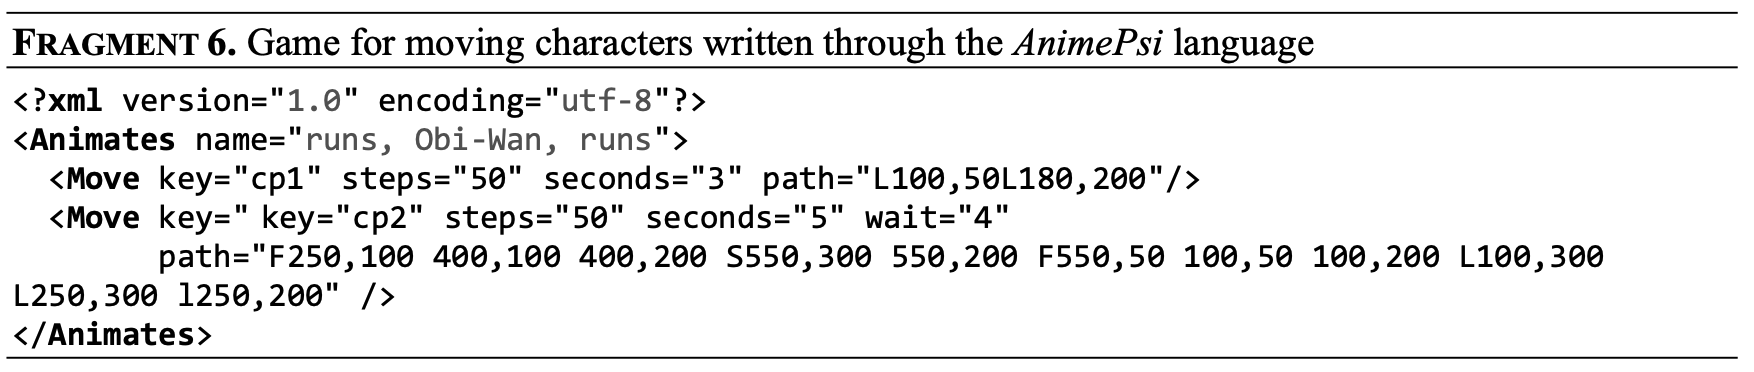 FRAGMENT 6. Game for moving characters written through the AnimePsi language
<?xml version="1.0" encoding="utf-8"?>
<Animates name="runs, Obi-Wan, runs">
  <Move key="cp1" steps="50" seconds="3" path="L100,50L180,200"/>
  <Move key=" key="cp2" steps="50" seconds="5" wait="4"
        path="F250,100 400,100 400,200 S550,300 550,200 F550,50 100,50 100,200 L100,300
L250,300 l250,200" />
</Animates>